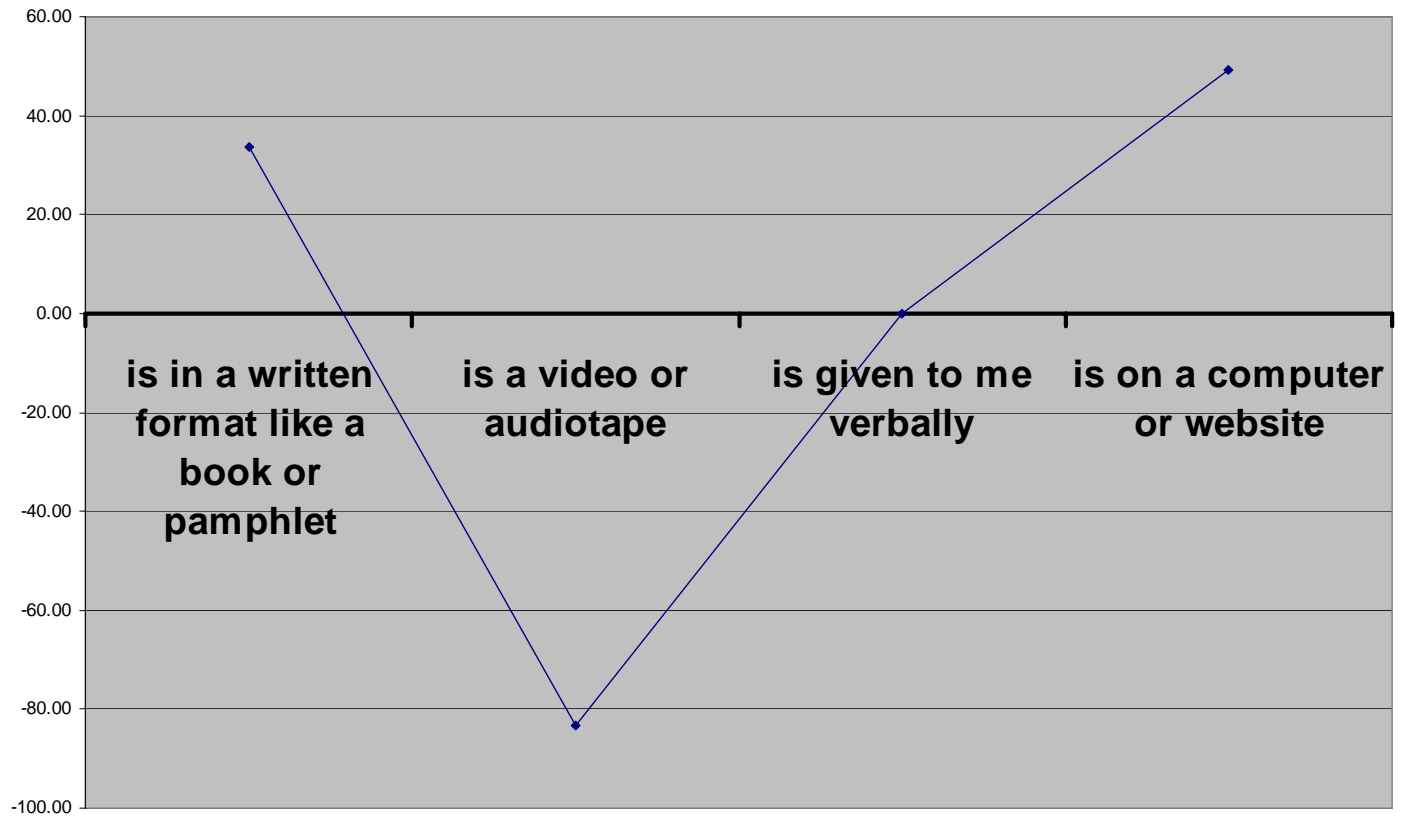 60.00
40.00
20.00
0.00
-20.00
-40.00
-60.00
-80.00
-100.00
is in a written
format like a
book or
pamphlet
is a video or
audiotape
is given to me
verbally
is on a computer
or website